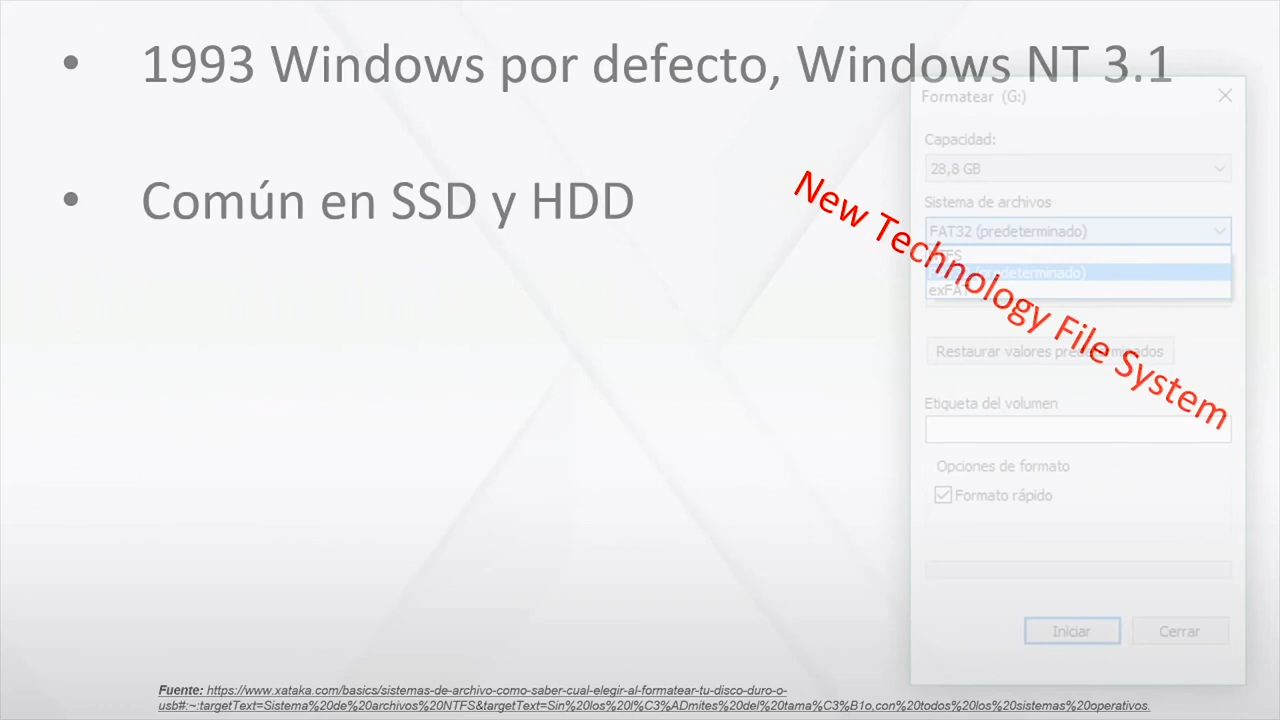 • 1993 Windows por defecto, Windows NT 3.1
• Común en SSD y HDD
New Technology File System
Formatear (G:)
Capacidad:
28,8 GB
Sistema de archivos
FAT32 (predeterminado)
exFAT
Restaurar valores predeterminados
Etiqueta del volumen
Opciones de formato
Formato rápido
Iniciar
Cerrar
Fuente: https://www.xataka.com/basics/sistemas-de-archivo-como-saber-cual-elegir-al-formatear-tu-disco-duro-o-
usb#:~:targetText=Sistema%20de%20archivos%20NTFS&targetText=Sin%20los%20l%C3%ADmites%20del%20tama%C3%B1o,con%20todos%20los%20sistemas%20operativos.